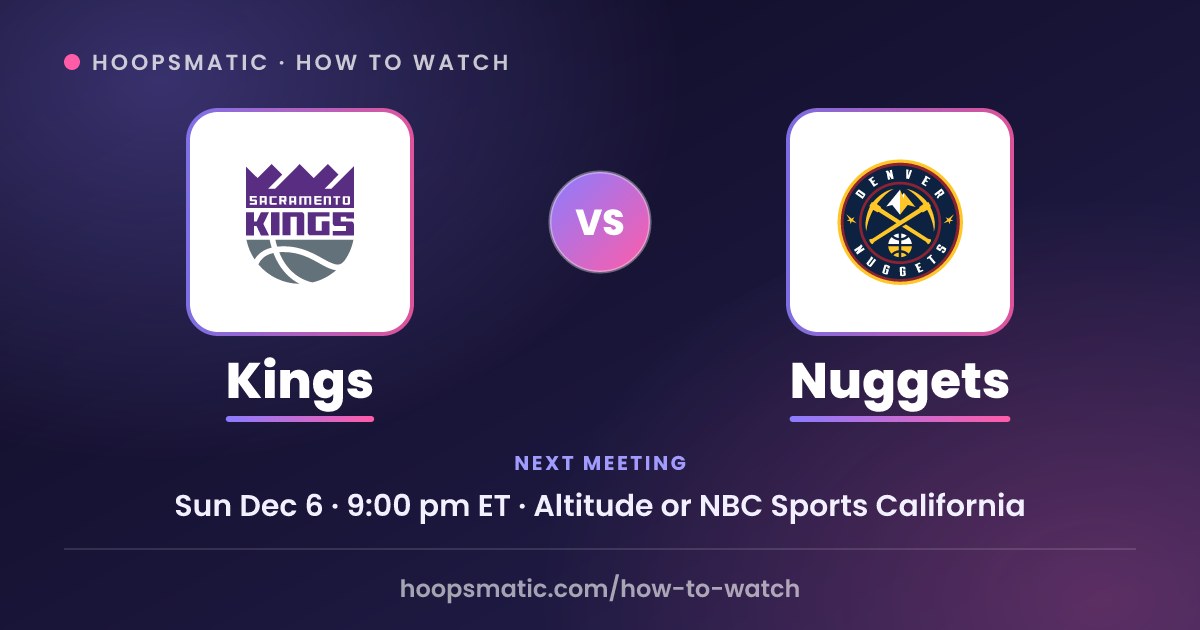 HOOPSMATIC · HOW TO WATCH
SACRAMENTO
KINGS
VS
DENVER
NUGGETS
Kings
Nuggets
NEXT MEETING
Sun Dec 6 · 9:00 pm ET · Altitude or NBC Sports California
hoopsmatic.com/how-to-watch